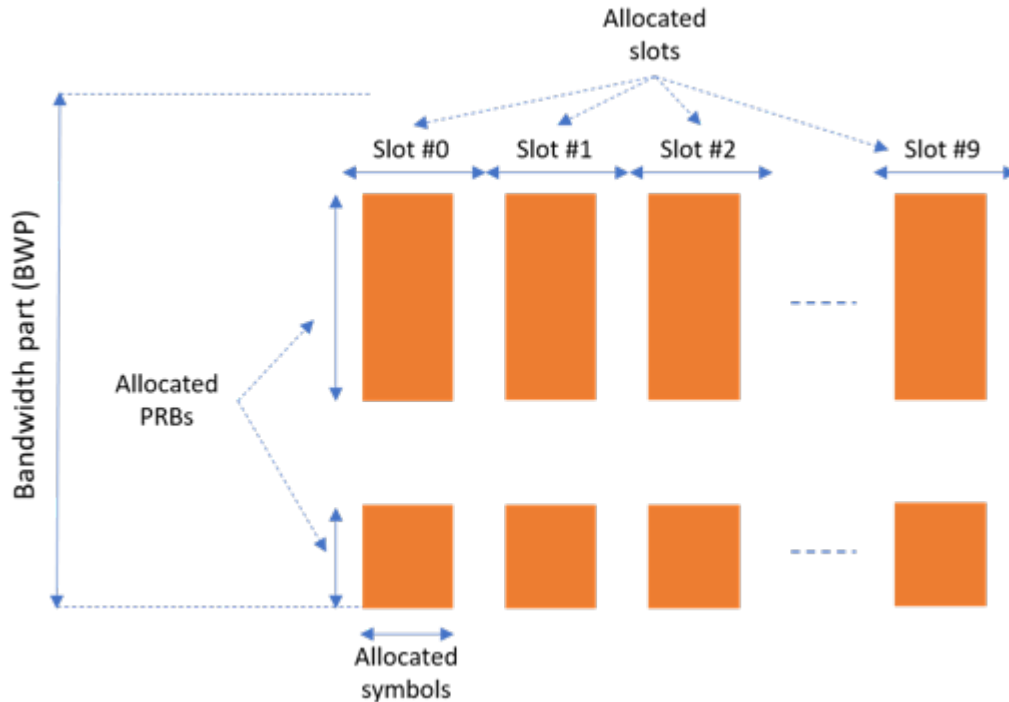 Allocated
slots
Slot #0
Slot #1
Slot #2
Slot #9
Bandwidth part (BWP)
Allocated
PRBs
Allocated
symbols